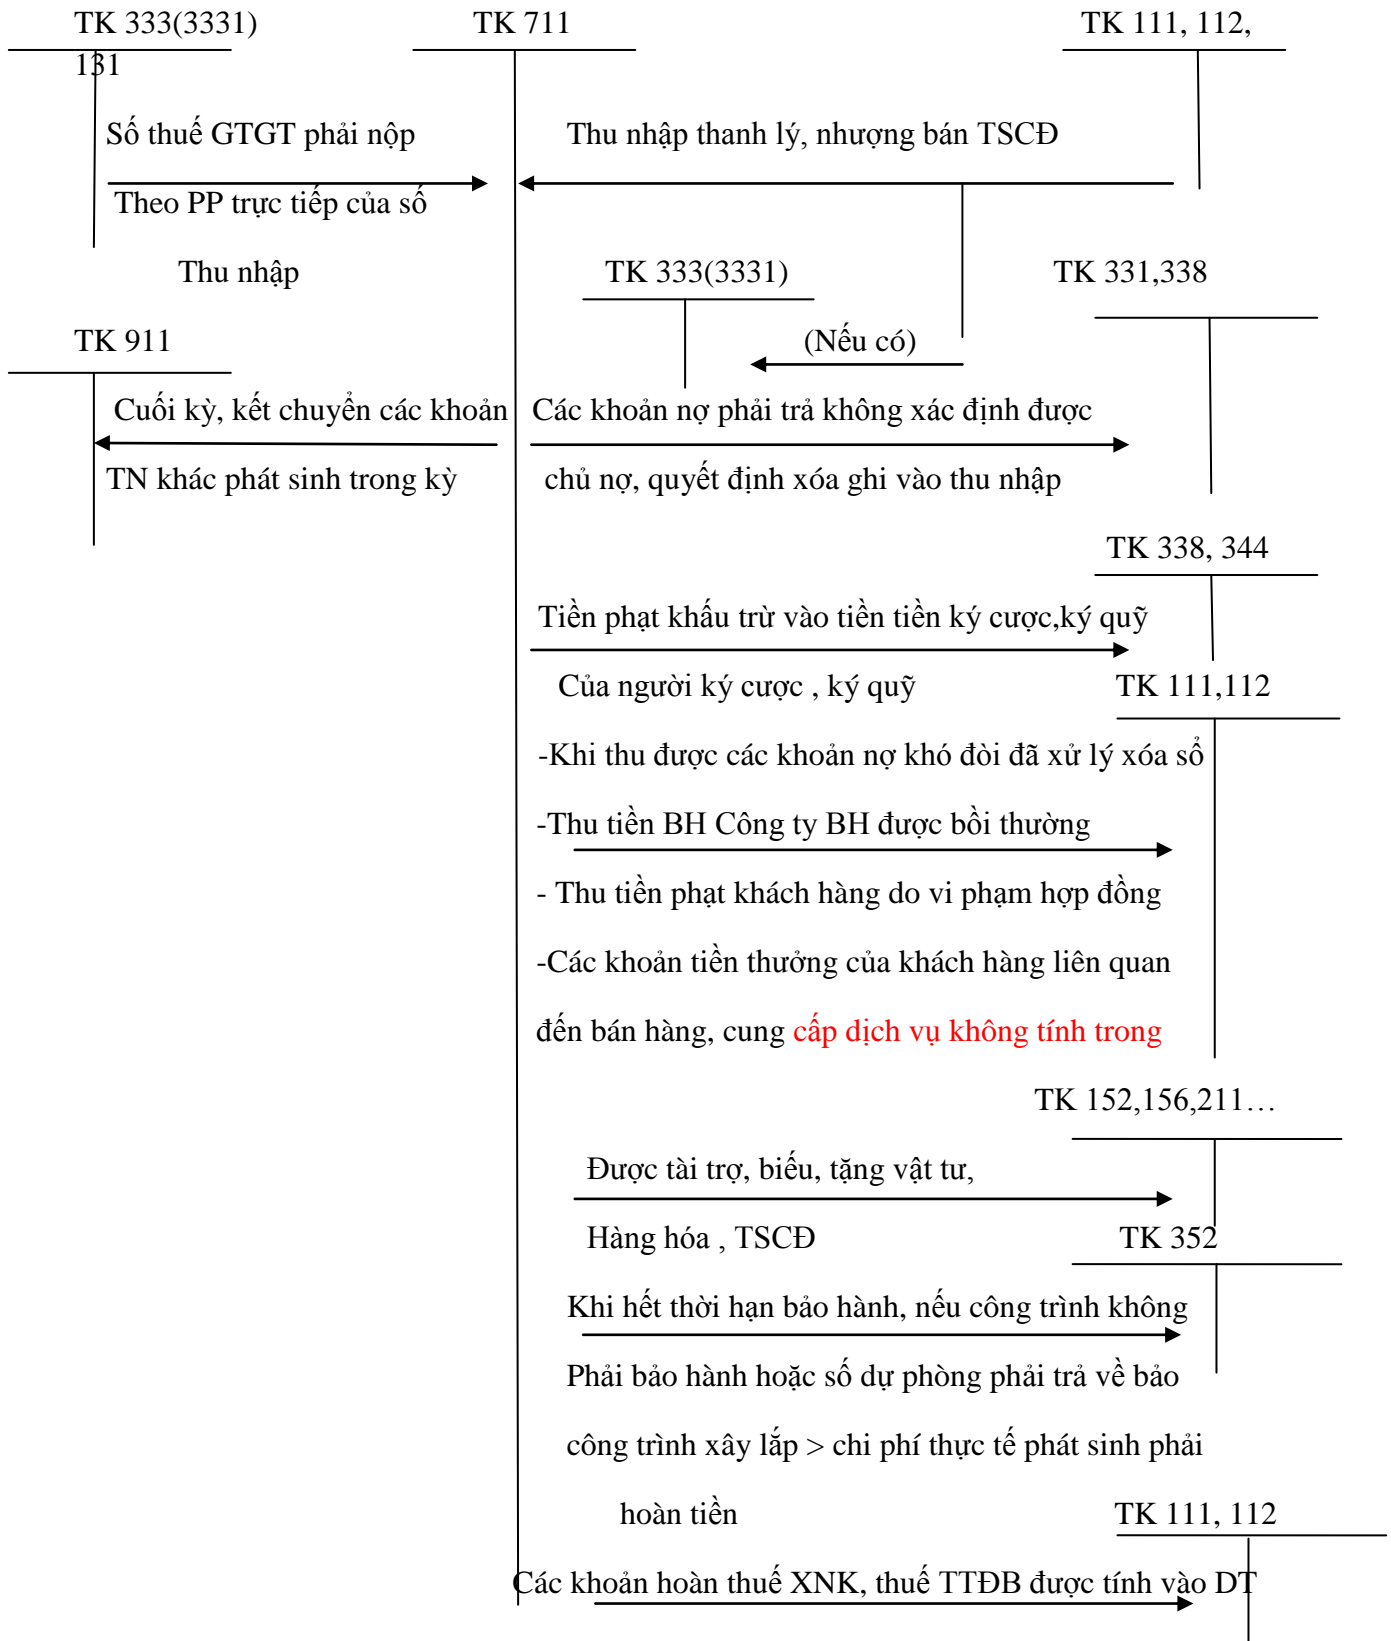 TK 333(3331)
TK 711
TK 111, 112,
131
Số thuế GTGT phải nộp
Thu nhập thanh lý, nhượng bán TSCĐ
Theo PP trực tiếp của số
Thu nhập
TK 333(3331)
TK 331,338
TK 911
(Nếu có)
Cuối kỳ, kết chuyển các khoản
Các khoản nợ phải trả không xác định được
TN khác phát sinh trong kỳ
chủ nợ, quyết định xóa ghi vào thu nhập
TK 338, 344
Tiền phạt khấu trừ vào tiền tiền ký cược,ký quỹ
Của người ký cược , ký quỹ
TK 111,112
-Khi thu được các khoản nợ khó đòi đã xử lý xóa sổ
-Thu tiền BH Công ty BH được bồi thường
- Thu tiền phạt khách hàng do vi phạm hợp đồng
-Các khoản tiền thưởng của khách hàng liên quan
đến bán hàng, cung cấp dịch vụ không tính trong
TK 152,156,211…
Được tài trợ, biếu, tặng vật tư,
Hàng hóa , TSCĐ
TK 352
Khi hết thời hạn bảo hành, nếu công trình không
Phải bảo hành hoặc số dự phòng phải trả về bảo
công trình xây lắp > chi phí thực tế phát sinh phải
hoàn tiền
TK 111, 112
Các khoản hoàn thuế XNK, thuế TTĐB được tính vào DT